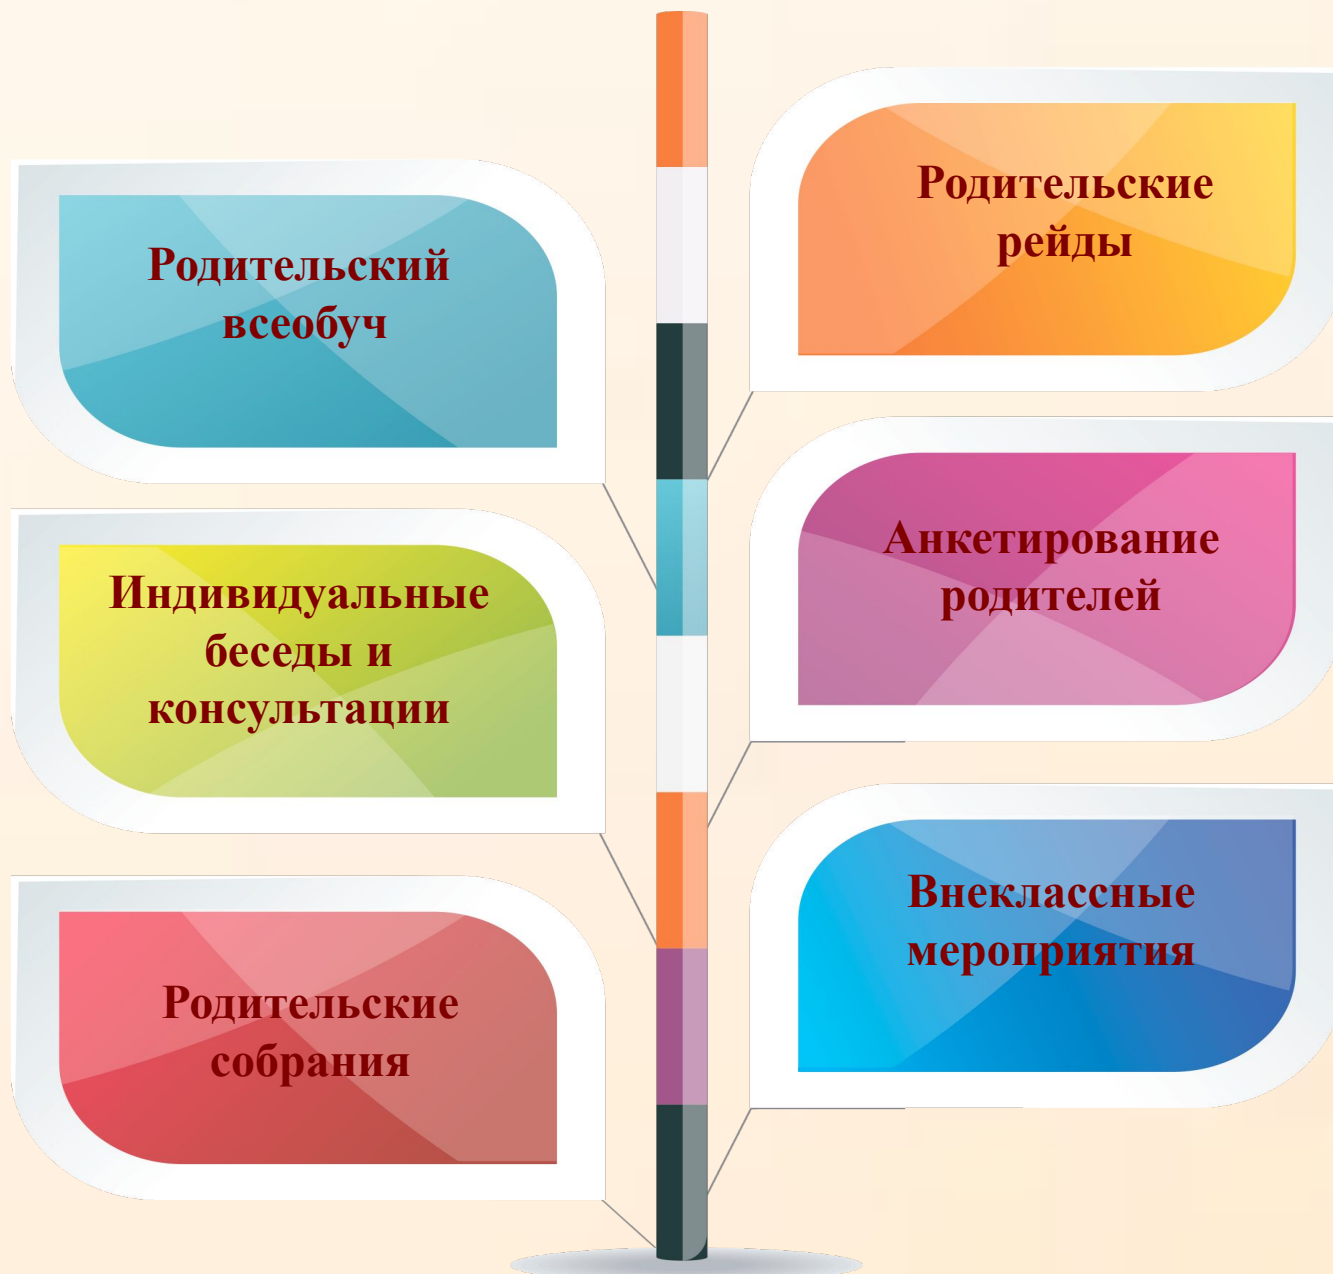 Родительский
всеобуч
Родительские
рейды
Индивидуальные
беседы и
консультации
Анкетирование
родителей
Родительские
собрания
Внеклассные
мероприятия